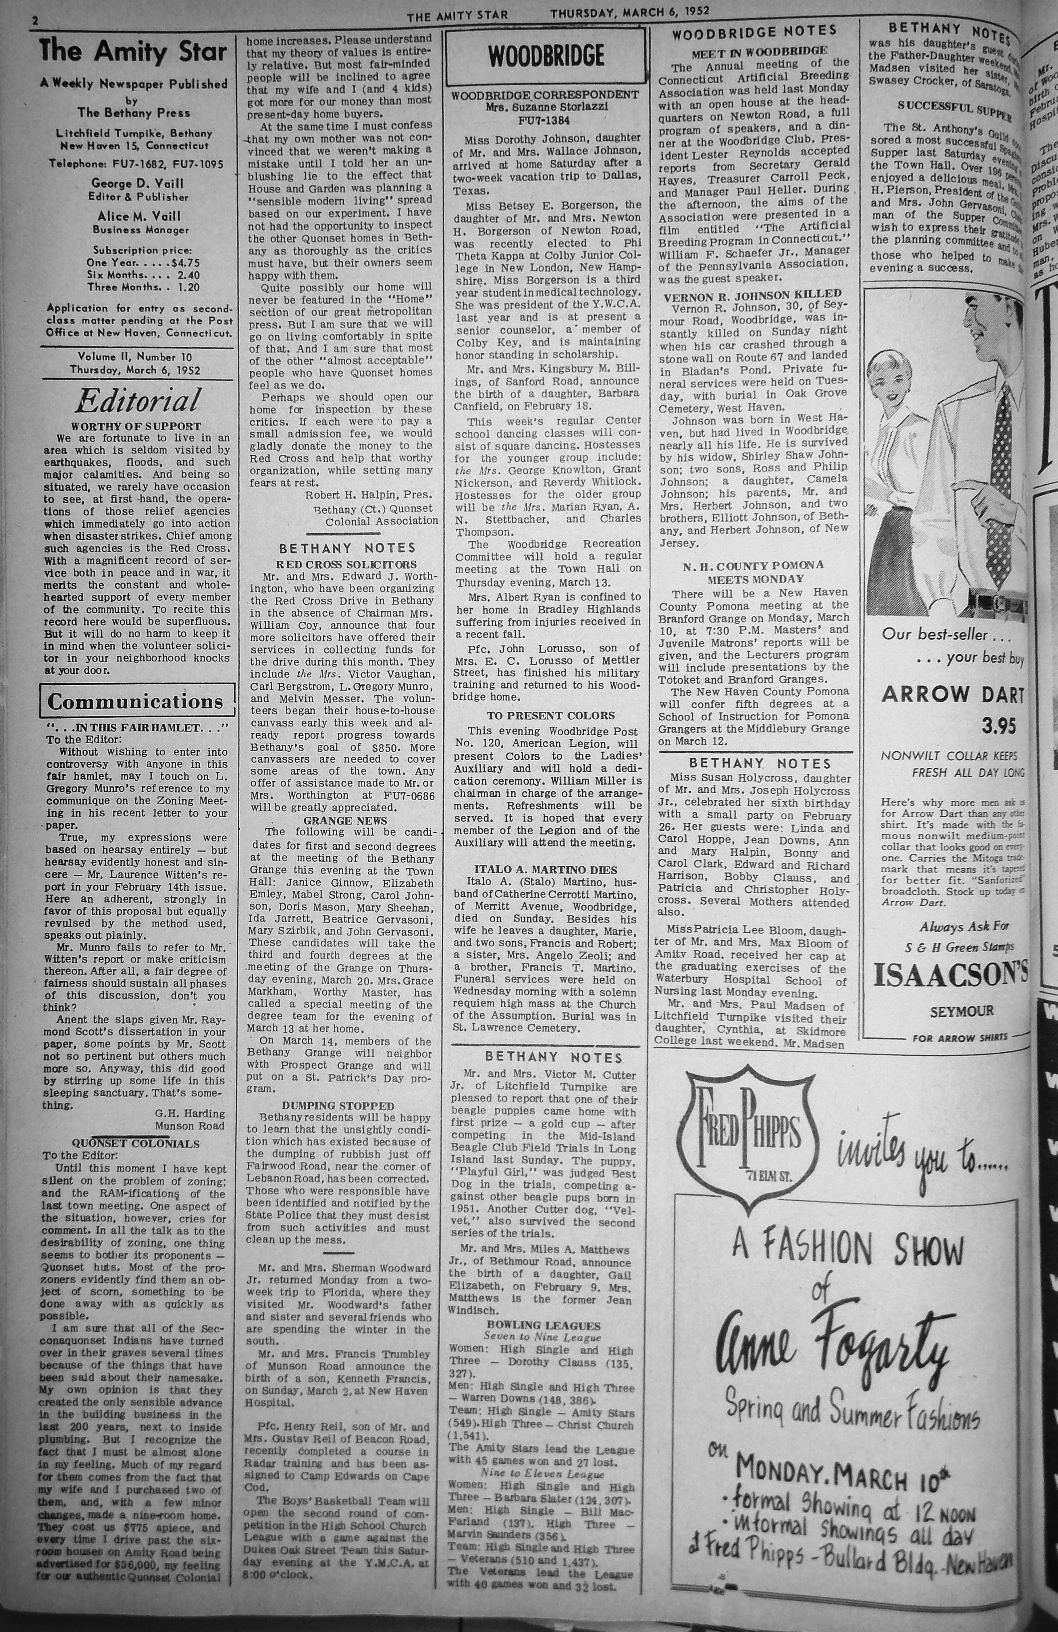 2
THE AMITY STAR THURSDAY, MARCH 6, 1952
The Amity Star
A Weekly Newspaper Published
by
The Bethany Press
Litchfield Turnpike, Bethany
New Haven 15, Connecticut
Telephone: FU7-1682, FU7-1095
George D. Vaill
Editor & Publisher
Alice M. Vaill
Business Manager
Subscription price:
One Year. . . . . .$4.75
Six Months. . . . 2.40
Three Months. . 1.20
Application for entry as second-
class matter pending at the Post
Office at New Haven, Connecticut.
Volume II, Number 10
Thursday, March 6, 1952
Editorial
WORTHY OF SUPPORT
We are fortunate to live in an
area which is seldom visited by
earthquakes, floods, and such
major calamities. And being so
situated, we rarely have occasion
to see, at first hand, the opera-
tions of those relief agencies
which immediately go into action
when disaster strikes. Chief among
such agencies is the Red Cross.
With a magnificent record of ser-
vice both in peace and in war, it
merits the constant and whole-
hearted support of every member
of the community. To recite this
record here would be superfluous.
But it will do no harm to keep it
in mind when the volunteer solici-
tor in your neighborhood knocks
at your door.
Communications
". . .IN THIS FAIR HAMLET. . ."
To the Editor:
Without wishing to enter into
controversy with anyone in this
fair hamlet, may I touch on L.
Gregory Munro's reference to my
communique on the Zoning Meet-
ing in his recent letter to your
paper.
True, my expressions were
based on hearsay entirely — but
hearsay evidently honest and sin-
cere — Mr. Laurence Witten's re-
port in your February 14th issue.
Here an adherent, strongly in
favor of this proposal but equally
revulsed by the method used,
speaks out plainly.
Mr. Munro fails to refer to Mr.
Witten's report or make criticism
thereon. After all, a fair degree of
fairness should sustain all phases
of this discussion, don't you
think?
Anent the slaps given Mr. Ray-
mond Scott's dissertation in your
paper, some points by Mr. Scott
not so pertinent but others much
more so. Anyway, this did good
by stirring up some life in this
sleeping sanctuary. That's some-
thing.
G.H. Harding
Munson Road
QUONSET COLONIALS
To the Editor:
Until this moment I have kept
silent on the problem of zoning;
and the RAM-ifications of the
last town meeting. One aspect of
the situation, however, cries for
comment. In all the talk as to the
desirability of zoning, one thing
seems to bother its proponents —
Quonset huts. Most of the pro-
zoners evidently find them an ob-
ject of scorn, something to be
done away with as quickly as
possible.
I am sure that all of the Sec-
conaquonset Indians have turned
over in their graves several times
because of the things that have
been said about their namesake.
My own opinion is that they
created the only sensible advance
in the building business in the
last 200 years, next to inside
plumbing. But I recognize the
fact that I must be almost alone
in my feeling. Much of my regard
for them comes from the fact that
my wife and I purchased two of
them, and, with a few minor
changes, made a nine-room home.
They cost us $775 apiece, and
every time I drive past the six-
room houses on Amity Road being
advertised for $36,000, my feeling
for our authentic Quonset Colonial
home increases. Please understand
that my theory of values is entire-
ly relative. But most fair-minded
people will be inclined to agree
that my wife and I (and 4 kids)
got more for our money than most
present-day home buyers.
At the same time I must confess
that my own mother was not con-
vinced that we weren't making a
mistake until I told her an un-
blushing lie to the effect that
House and Garden was planning a
"sensible modern living" spread
based on our experiment. I have
not had the opportunity to inspect
the other Quonset homes in Beth-
any as thoroughly as the critics
must have, but their owners seem
happy with them.
Quite possibly our home will
never be featured in the "Home"
section of our great metropolitan
press. But I am sure that we will
go on living comfortably in spite
of that. And I am sure that most
of the other "almost acceptable"
people who have Quonset homes
feel as we do.
Perhaps we should open our
home for inspection by these
critics. If each were to pay a
small admission fee, we would
gladly donate the money to the
Red Cross and help that worthy
organization, while setting many
fears at rest.
Robert H. Halpin, Pres.
Bethany (Ct.) Quonset
Colonial Association
BETHANY NOTES
RED CROSS SOLICITORS
Mr. and Mrs. Edward J. Worth-
ington, who have been organizing
the Red Cross Drive in Bethany
in the absence of Chairman Mrs.
William Coy, announce that four
more solicitors have offered their
services in collecting funds for
the drive during this month. They
include the Mrs. Victor Vaughan,
Carl Bergstrom, L. Gregory Munro,
and Melvin Messer. The volun-
teers began their house-to-house
canvass early this week and al-
ready report progress towards
Bethany's goal of $850. More
canvassers are needed to cover
some areas of the town. Any
offer of assistance made to Mr. or
Mrs. Worthington at FU7-0686
will be greatly appreciated.
GRANGE NEWS
The following will be candi-
dates for first and second degrees
at the meeting of the Bethany
Grange this evening at the Town
Hall: Janice Ginnow, Elizabeth
Emley, Mabel Strong, Carol John-
son, Doris Mason, Mary Sheehan,
Ida Jarrett, Beatrice Gervasoni,
Mary Szirbik, and John Gervasoni.
These candidates will take the
third and fourth degrees at the
meeting of the Grange on Thurs-
day evening, March 20. Mrs. Grace
Markham, Worthy Master, has
called a special meeting of the
degree team for the evening of
March 13 at her home.
On March 14, members of the
Bethany Grange will neighbor
with Prospect Grange and will
put on a St. Patrick's Day pro-
gram.
DUMPING STOPPED
Bethany residents will be happy
to learn that the unsightly condi-
tion which has existed because of
the dumping of rubbish just off
Fairwood Road, near the corner of
Lebanon Road, has been corrected.
Those who were responsible have
been identified and notified by the
State Police that they must desist
from such activities and must
clean up the mess.
Mr. and Mrs. Sherman Woodward
Jr. returned Monday from a two-
week trip to Florida, where they
visited Mr. Woodward's father
and sister and several friends who
are spending the winter in the
south.
Mr. and Mrs. Francis Trumbley
of Munson Road announce the
birth of a son, Kenneth Francis,
on Sunday, March 2, at New Haven
Hospital.
Pfc. Henry Reil, son of Mr. and
Mrs. Gustav Reil of Beacon Road,
recently completed a course in
Radar training and has been as-
signed to Camp Edwards on Cape
Cod.
The Boys' Basketball Team will
open the second round of com-
petition in the High School Church
League with a game against the
Dukes Oak Street Team this Satur-
day evening at the Y.M.C.A. at
8:00 o'clock.
WOODBRIDGE
WOODBRIDGE CORRESPONDENT
Mrs. Suzanne Storlazzi
FU7-1384
Miss Dorothy Johnson, daughter
of Mr. and Mrs. Wallace Johnson,
arrived at home Saturday after a
two-week vacation trip to Dallas,
Texas.
Miss Betsey E. Borgerson, the
daughter of Mr. and Mrs. Newton
H. Borgerson of Newton Road,
was recently elected to Phi
Theta Kappa at Colby Junior Col-
lege in New London, New Hamp-
shire. Miss Borgerson is a third
year student in medical technology.
She was president of the Y.W.C.A.
last year and is at present a
senior counselor, a member of
Colby Key, and is maintaining
honor standing in scholarship.
Mr. and Mrs. Kingsbury M. Bill-
ings, of Sanford Road, announce
the birth of a daughter, Barbara
Canfield, on February 18.
This week's regular Center
school dancing classes will con-
sist of square dancing. Hostesses
for the younger group include:
the Mrs. George Knowlton, Grant
Nickerson, and Reverdy Whitlock.
Hostesses for the older group
will be the Mrs. Marian Ryan, A.
N. Stettbacher, and Charles
Thompson.
The Woodbridge Recreation
Committee will hold a regular
meeting at the Town Hall on
Thursday evening, March 13.
Mrs. Albert Ryan is confined to
her home in Bradley Highlands
suffering from injuries received in
a recent fall.
Pfc. John Lorusso, son of
Mrs. E. C. Lorusso of Mettler
Street, has finished his military
training and returned to his Wood-
bridge home.
TO PRESENT COLORS
This evening Woodbridge Post
No. 120, American Legion, will
present Colors to the Ladies'
Auxiliary and will hold a dedi-
cation ceremony. William Miller is
chairman in charge of the arrange-
ments. Refreshments will be
served. It is hoped that every
member of the Legion and of the
Auxiliary will attend the meeting.
ITALO A. MARTINO DIES
Italo A. (Stalo) Martino, hus-
band of Catherine Cerrotti Martino,
of Merritt Avenue, Woodbridge,
died on Sunday. Besides his
wife he leaves a daughter, Marie,
and two sons, Francis and Robert;
a sister, Mrs. Angelo Zeoli; and
a brother, Francis T. Martino.
Funeral services were held on
Wednesday morning with a solemn
requiem high mass at the Church
of the Assumption. Burial was in
St. Lawrence Cemetery.
BETHANY NOTES
Mr. and Mrs. Victor M. Cutter
Jr. of Litchfield Turnpike are
pleased to report that one of their
beagle puppies came home with
first prize — a gold cup — after
competing in the Mid-Island
Beagle Club Field Trials in Long
Island last Sunday. The puppy,
"Playful Girl," was judged Best
Dog in the trials, competing a-
gainst other beagle pups born in
1951. Another Cutter dog, "Vel-
vet," also survived the second
series of the trials.
Mr. and Mrs. Miles A. Matthews
Jr., of Bethmour Road, announce
the birth of a daughter, Gail
Elizabeth, on February 9. Mrs.
Matthews is the former Jean
Windisch.
BOWLING LEAGUES
Seven to Nine League
Women: High Single and High
Three — Dorothy Clauss (135,
327).
Men: High Single and High Three
— Warren Downs (148, 386).
Team: High Single — Amity Stars
(549). High Three — Christ Church
(1,541).
The Amity Stars lead the League
with 45 games won and 27 lost.
Nine to Eleven League
Women: High Single and High
Three — Barbara Slater (124, 307).
Men: High Single — Bill Mac-
Farland (137). High Three —
Marvin Saunders (356).
Team: High Single and High Three
— Veterans (510 and 1,437).
The Veterans lead the League
with 40 games won and 32 lost.
WOODBRIDGE NOTES
MEET IN WOODBRIDGE
The Annual meeting of the
Connecticut Artificial Breeding
Association was held last Monday
with an open house at the head-
quarters on Newton Road, a full
program of speakers, and a din-
ner at the Woodbridge Club. Pres-
ident Lester Reynolds accepted
reports from Secretary Gerald
Hayes, Treasurer Carroll Peck,
and Manager Paul Heller. During
the afternoon, the aims of the
Association were presented in a
film entitled "The Artificial
Breeding Program in Connecticut."
William F. Schaefer Jr., Manager
of the Pennsylvania Association,
was the guest speaker.
VERNON R. JOHNSON KILLED
Vernon R. Johnson, 30, of Sey-
mour Road, Woodbridge, was in-
stantly killed on Sunday night
when his car crashed through a
stone wall on Route 67 and landed
in Bladan's Pond. Private fu-
neral services were held on Tues-
day, with burial in Oak Grove
Cemetery, West Haven.
Johnson was born in West Ha-
ven, but had lived in Woodbridge
nearly all his life. He is survived
by his widow, Shirley Shaw John-
son; two sons, Ross and Philip
Johnson; a daughter, Camela
Johnson; his parents, Mr. and
Mrs. Herbert Johnson, and two
brothers, Elliott Johnson, of Beth-
any, and Herbert Johnson, of New
Jersey.
N. H. COUNTY POMONA
MEETS MONDAY
There will be a New Haven
County Pomona meeting at the
Branford Grange on Monday, March
10, at 7:30 P.M. Masters' and
Juvenile Matrons' reports will be
given, and the Lecturers program
will include presentations by the
Totoket and Branford Granges.
The New Haven County Pomona
will confer fifth degrees at a
School of Instruction for Pomona
Grangers at the Middlebury Grange
on March 12.
BETHANY NOTES
Miss Susan Holycross, daughter
of Mr. and Mrs. Joseph Holycross
Jr., celebrated her sixth birthday
with a small party on February
26. Her guests were: Linda and
Carol Hoppe, Jean Downs, Ann
and Mary Halpin, Bonny and
Carol Clark, Edward and Richard
Harrison, Bobby Clauss, and
Patricia and Christopher Holy-
cross. Several Mothers attended
also.
Miss Patricia Lee Bloom, daugh-
ter of Mr. and Mrs. Max Bloom of
Amity Road, received her cap at
the graduating exercises of the
Waterbury Hospital School of
Nursing last Monday evening.
Mr. and Mrs. Paul Madsen of
Litchfield Turnpike visited their
daughter, Cynthia, at Skidmore
College last weekend. Mr. Madsen
BETHANY NOTES
was his daughter's guest
the Father-Daughter weekend,
Madsen visited her sister,
Swasey Crocker, of Saratoga,
SUCCESSFUL SUPPER
The St. Anthony's Guild
sored a most successful
Supper last Saturday evening
the Town Hall. Over 196
enjoyed a delicious meal,
H. Pierson, President of the
and Mrs. John Gervasoni,
man of the Supper
wish to express their gratitude
the planning committee and
those who helped to make
evening a success.
Our best-seller . . .
. . . your best buy
ARROW DART
3.95
NONWILT COLLAR KEEPS
FRESH ALL DAY LONG
Here's why more men ask
for Arrow Dart than any other
shirt. It's made with the fa-
mous nonwilt medium-point
collar that looks good on every-
one. Carries the Mitoga trade-
mark that means it's tapered
for better fit. "Sanforized"
broadcloth. Stock up today on
Arrow Dart.
Always Ask For
S & H Green Stamps
ISAACSON'S
SEYMOUR
FOR ARROW SHIRTS
FRED PHIPPS
71 ELM ST.
invites you to......
A FASHION SHOW
of
Anne Fogarty
Spring and Summer Fashions
on
MONDAY. MARCH 10th
• formal showing at 12 NOON
• informal showings all day
at Fred Phipps - Bullard Bldg. - New Haven